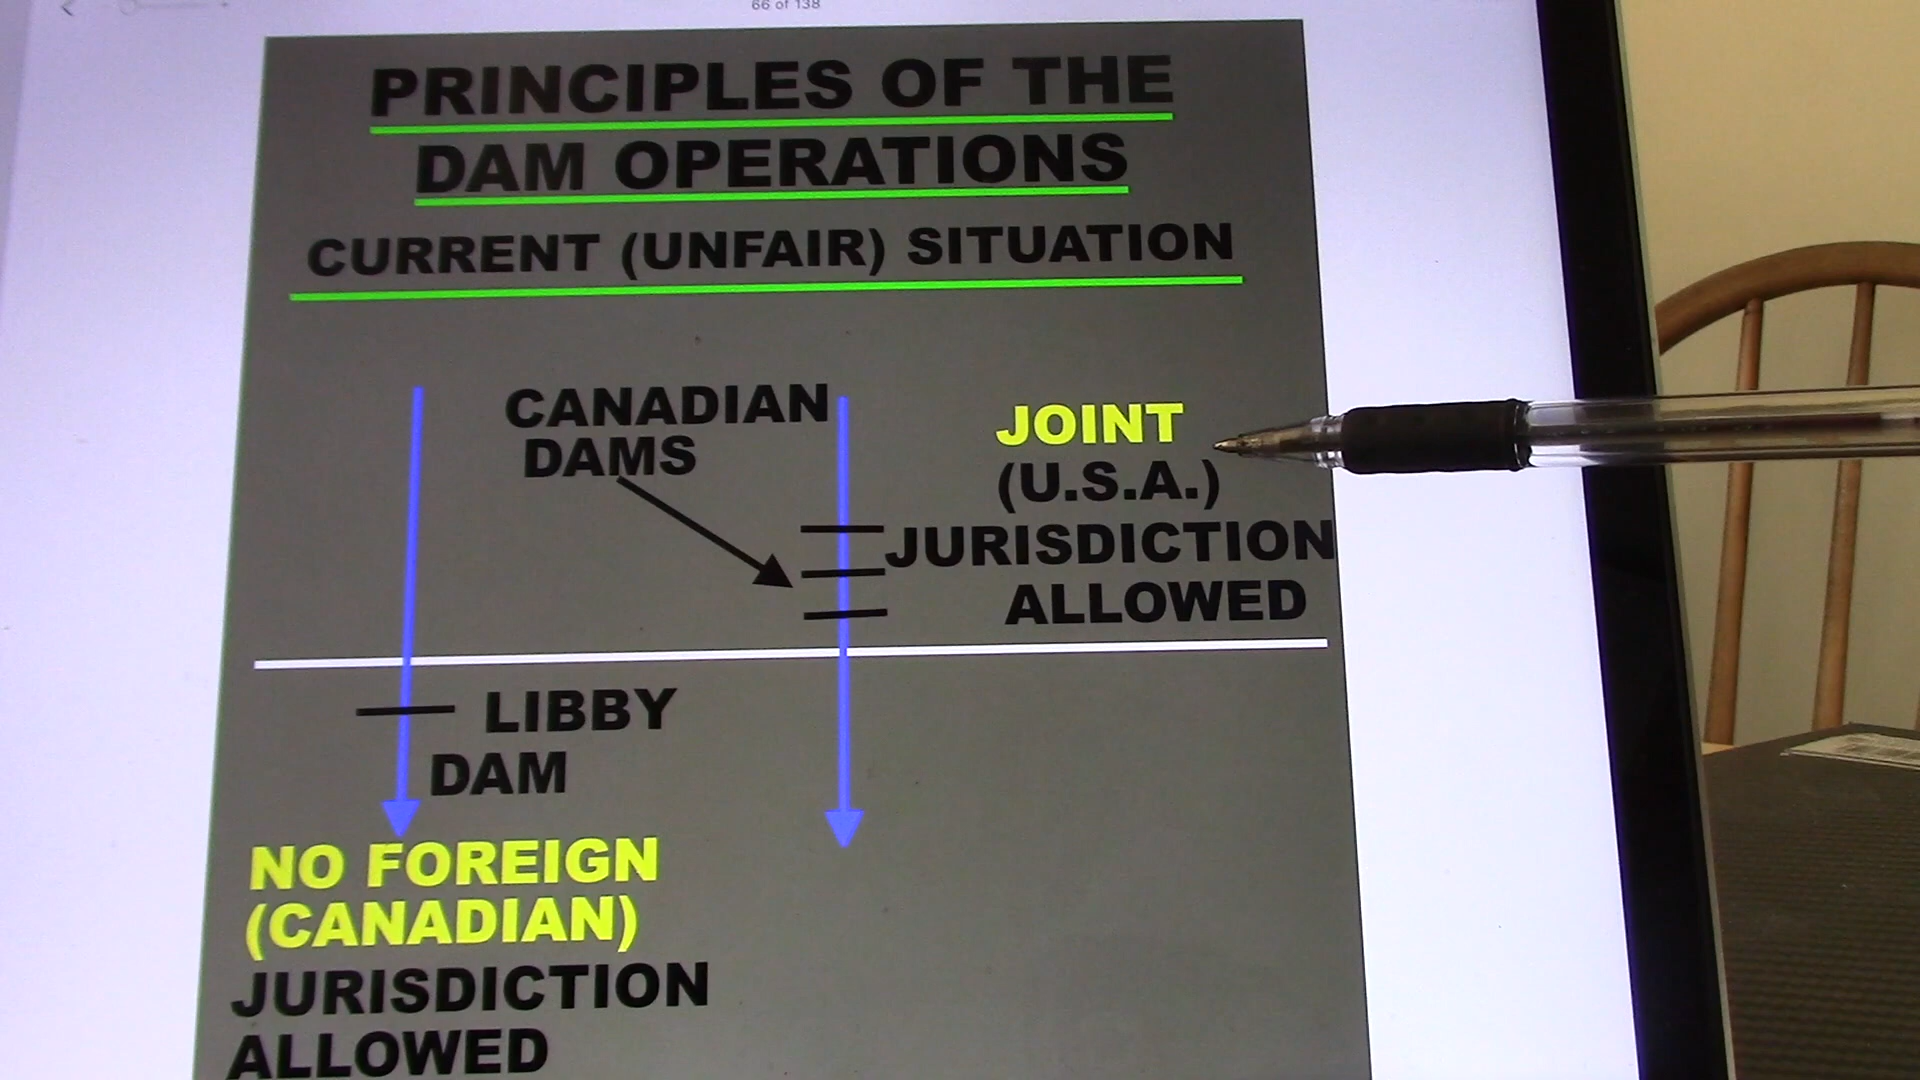 66 of 138
PRINCIPLES OF THE
DAM OPERATIONS
CURRENT (UNFAIR) SITUATION
CANADIAN
DAMS
JOINT
(U.S.A.)
JURISDICTION
ALLOWED
LIBBY
DAM
NO FOREIGN
(CANADIAN)
JURISDICTION
ALLOWED